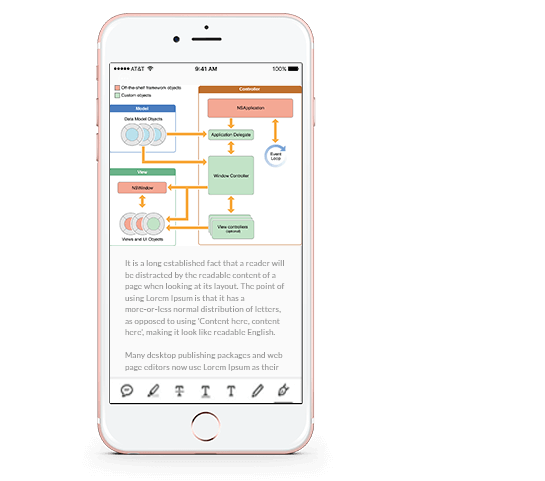 AT&T
9:41 AM
100%
Off-the-shelf framework objects
Custom objects
Controller
NSApplication
Model
Data Model Objects
Application Delegate
Event
Loop
View
NSWindow
Window Controller
Views and UI Objects
View controllers
(optional)
It is a long established fact that a reader will
be distracted by the readable content of a
page when looking at its layout. The point of
using Lorem Ipsum is that it has a
more-or-less normal distribution of letters,
as opposed to using 'Content here, content
here', making it look like readable English.
Many desktop publishing packages and web
page editors now use Lorem Ipsum as their
T
T
T